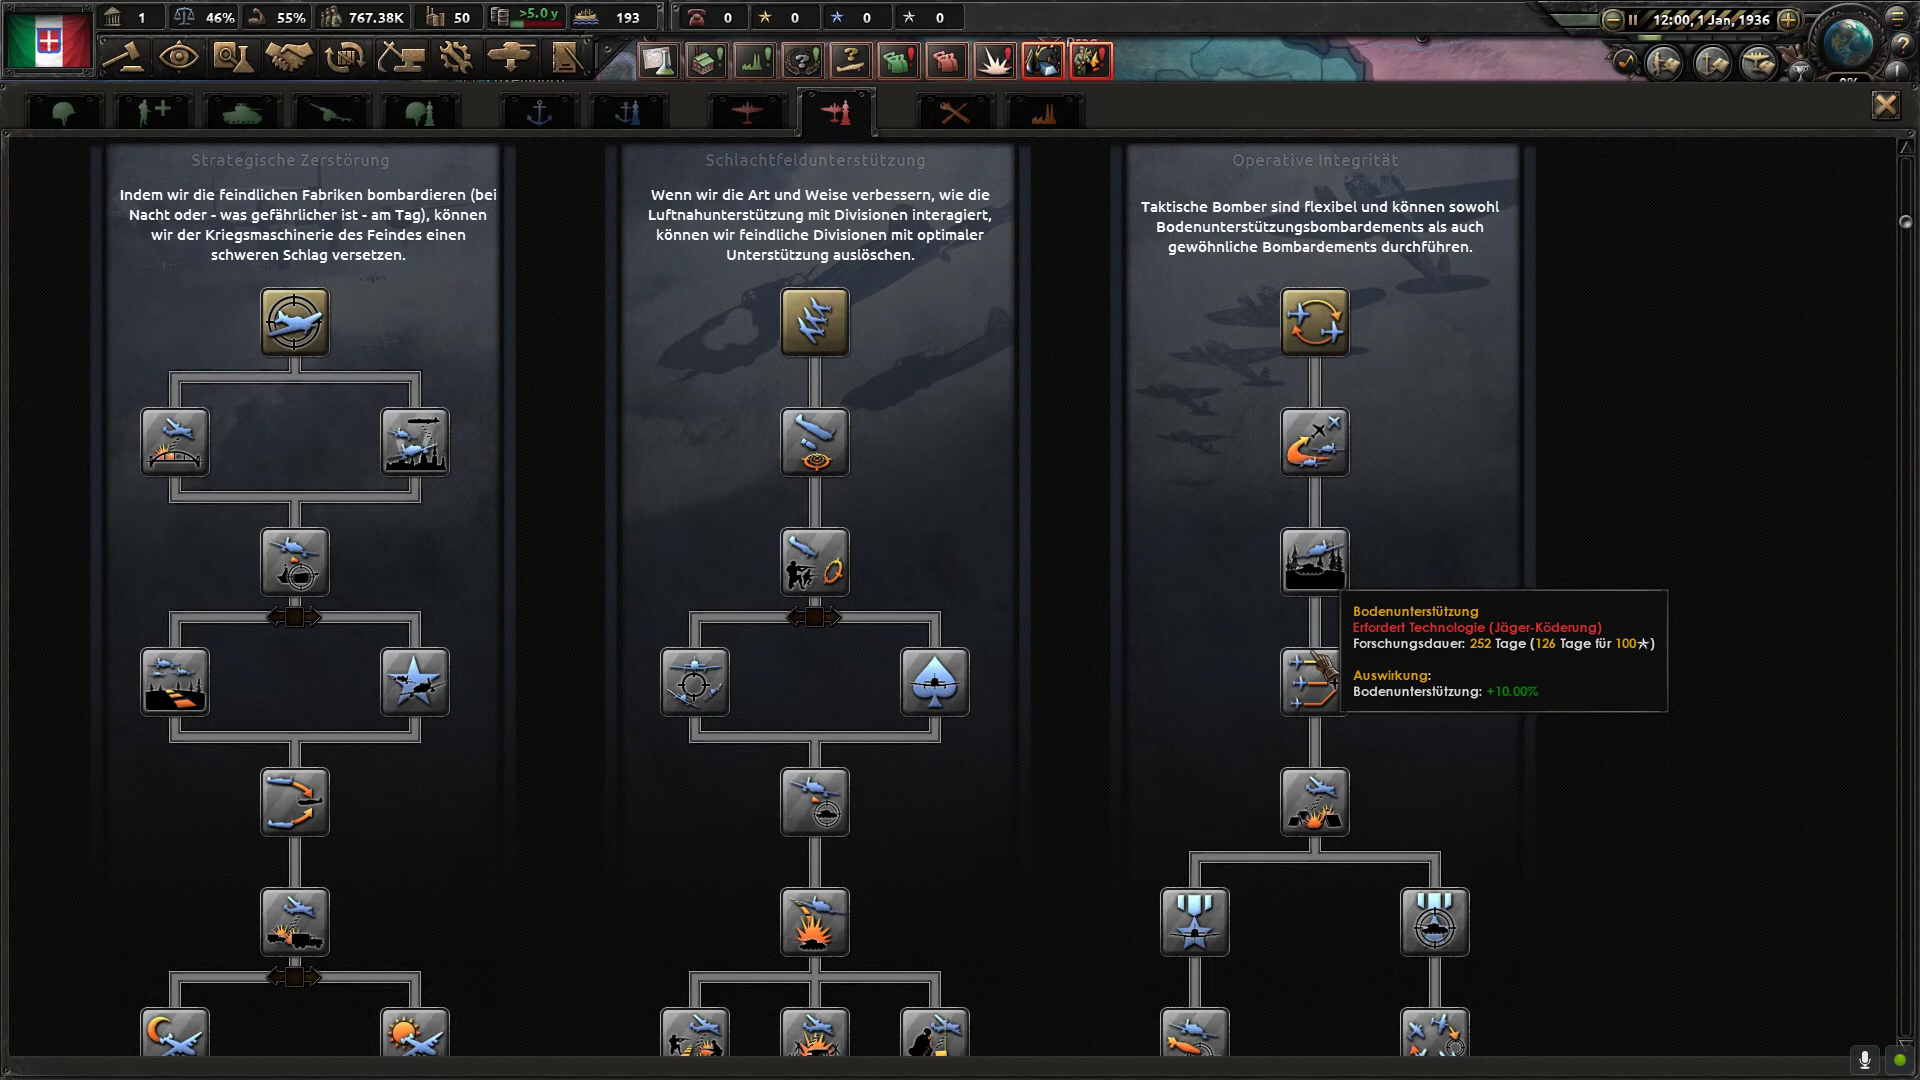 1
46%
55%
767.38K
50
>5.0 y
193
0
0
0
0
12:00, 1 Jan, 1936
Strategische Zerstörung
Indem wir die feindlichen Fabriken bombardieren (bei
Nacht oder - was gefährlicher ist - am Tag), können
wir der Kriegsmaschinerie des Feindes einen
schweren Schlag versetzen.
Schlachtfeldunterstützung
Wenn wir die Art und Weise verbessern, wie die
Luftnahunterstützung mit Divisionen interagiert,
können wir feindliche Divisionen mit optimaler
Unterstützung auslöschen.
Operative Integrität
Taktische Bomber sind flexibel und können sowohl
Bodenunterstützungsbombardements als auch
gewöhnliche Bombardements durchführen.
Bodenunterstützung
Erfordert Technologie (Jäger-Köderung)
Forschungsdauer: 252 Tage (126 Tage für 100)
Auswirkung:
Bodenunterstützung: +10.00%